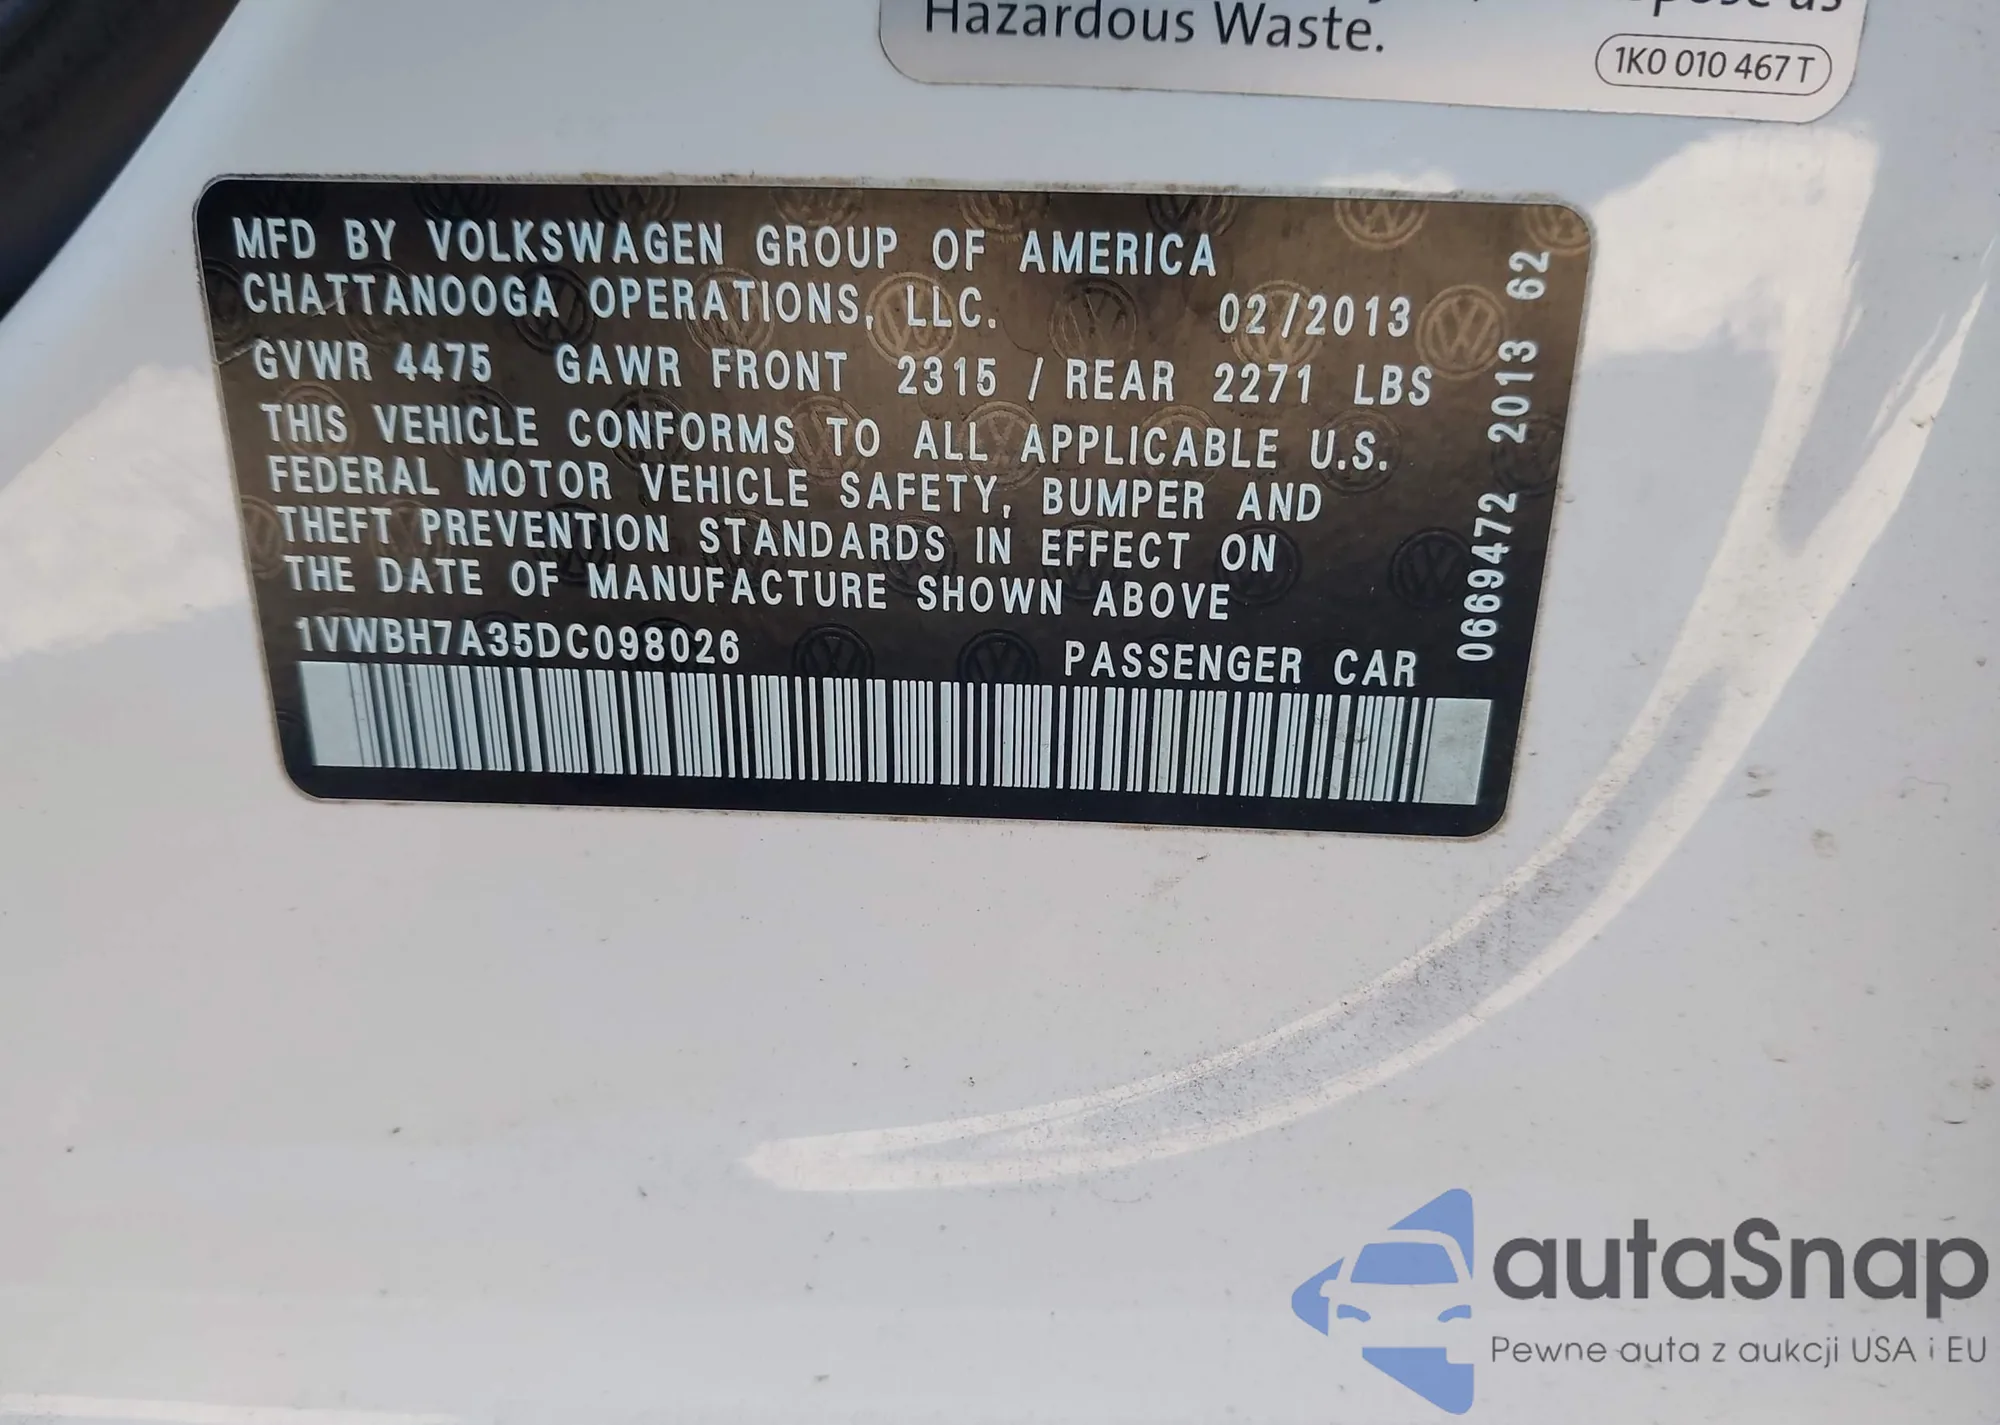 Hazardous Waste.
1K0 010 467 T
MFD BY VOLKSWAGEN GROUP OF AMERICA
CHATTANOOGA OPERATIONS, LLC. 02/2013
GVWR 4475 GAWR FRONT 2315 / REAR 2271 LBS
THIS VEHICLE CONFORMS TO ALL APPLICABLE U.S.
FEDERAL MOTOR VEHICLE SAFETY, BUMPER AND
THEFT PREVENTION STANDARDS IN EFFECT ON
THE DATE OF MANUFACTURE SHOWN ABOVE
1VWBH7A35DC098026 PASSENGER CAR
0669472 2013 62
autaSnap
Pewne auta z aukcji USA i EU